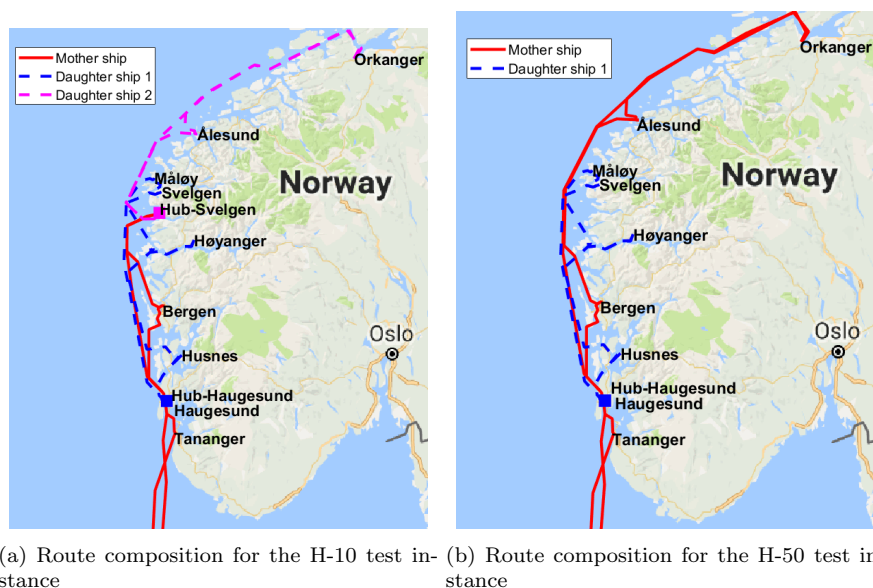 Mother ship
Daughter ship 1
Daughter ship 2
Orkanger
Ålesund
Måløy
Svelgen
Norway
Hub-Svelgen
Høyanger
Bergen
Oslo
Husnes
Hub-Haugesund
Haugesund
Tananger
Mother ship
Daughter ship 1
Orkanger
Ålesund
Måløy
Svelgen
Norway
Høyanger
Bergen
Oslo
Husnes
Hub-Haugesund
Haugesund
Tananger
(a) Route composition for the H-10 test in-
stance
(b) Route composition for the H-50 test in
stance